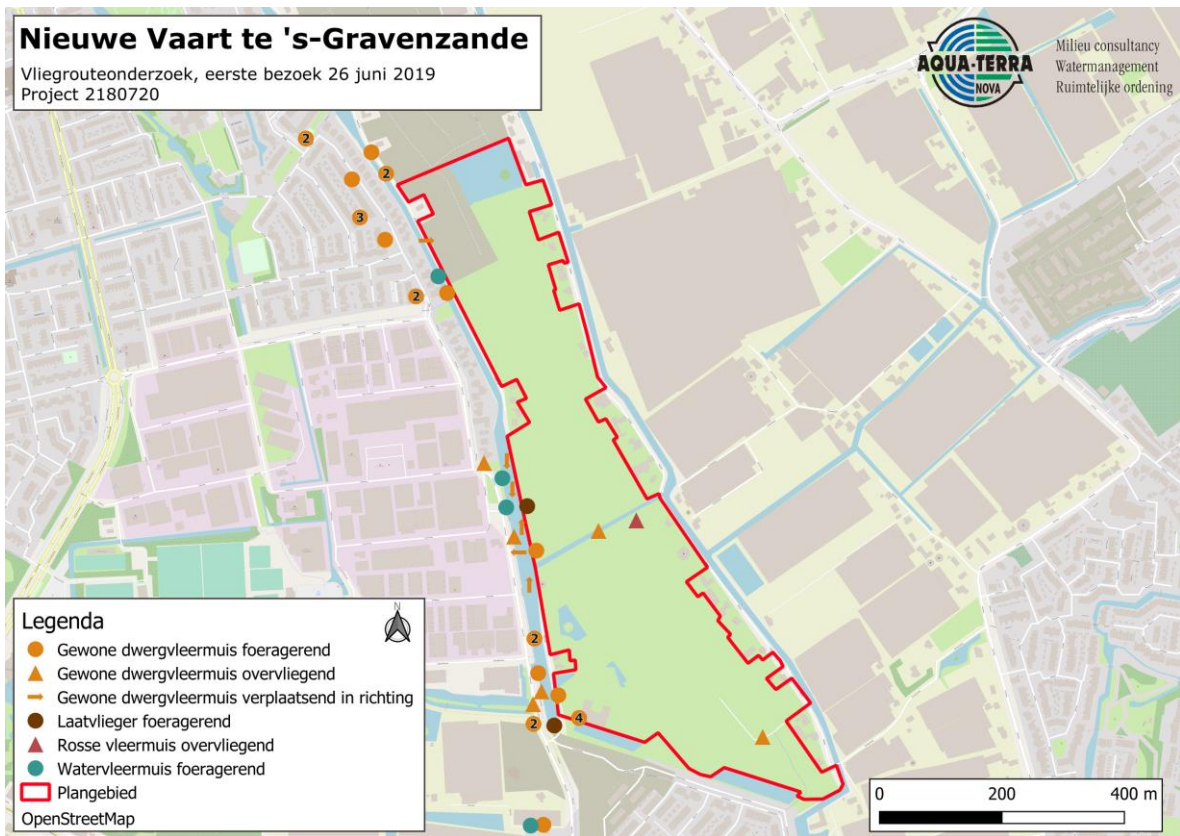 Nieuwe Vaart te 's-Gravenzande
Vliegrouteonderzoek, eerste bezoek 26 juni 2019
Project 2180720
AQUA-TERRA
NOVA
Milieu consultancy
Watermanagement
Ruimtelijke ordening
2
2
3
2
2
4
2
Legenda
N
Gewone dwergvleermuis foeragerend
Gewone dwergvleermuis overvliegend
Gewone dwergvleermuis verplaatsend in richting
Laatvlieger foeragerend
Rosse vleermuis overvliegend
Watervleermuis foeragerend
Plangebied
OpenStreetMap
0 200 400 m